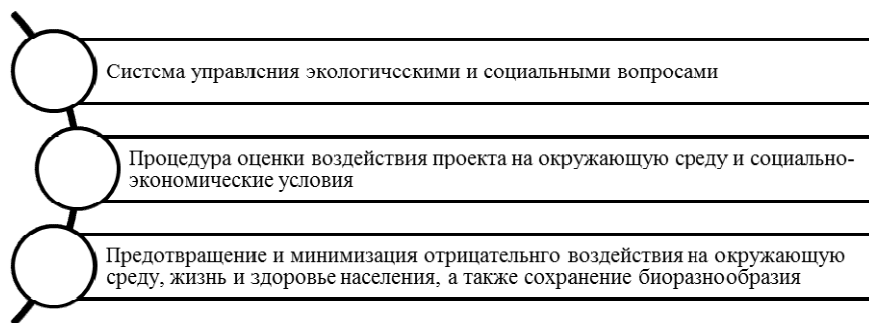 Система управления экологическими и социальными вопросами
Процедура оценки воздействия проекта на окружающую среду и социально-
экономические условия
Предотвращение и минимизация отрицательнго воздействия на окружающую
среду, жизнь и здоровье населения, а также сохранение биоразнообразия